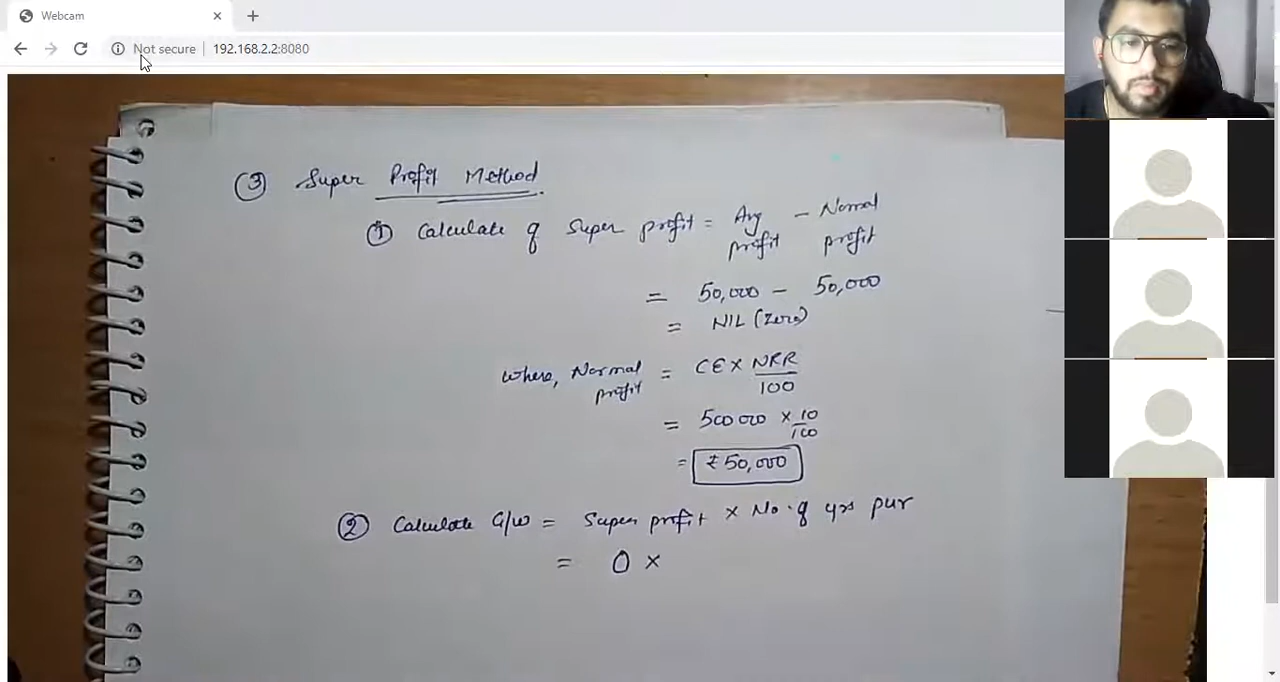 Webcam
Not secure | 192.168.2.2:8080
③ Super Profit Method
① Calculate of Super profit = Avg profit - Normal profit
= 50,000 - 50,000
= NIL (Zero)
where, Normal profit = CE × NRR/100
= 500000 × 10/100
= ₹50,000
② Calculate G/w = Super profit × No. of yrs pur
= 0 ×